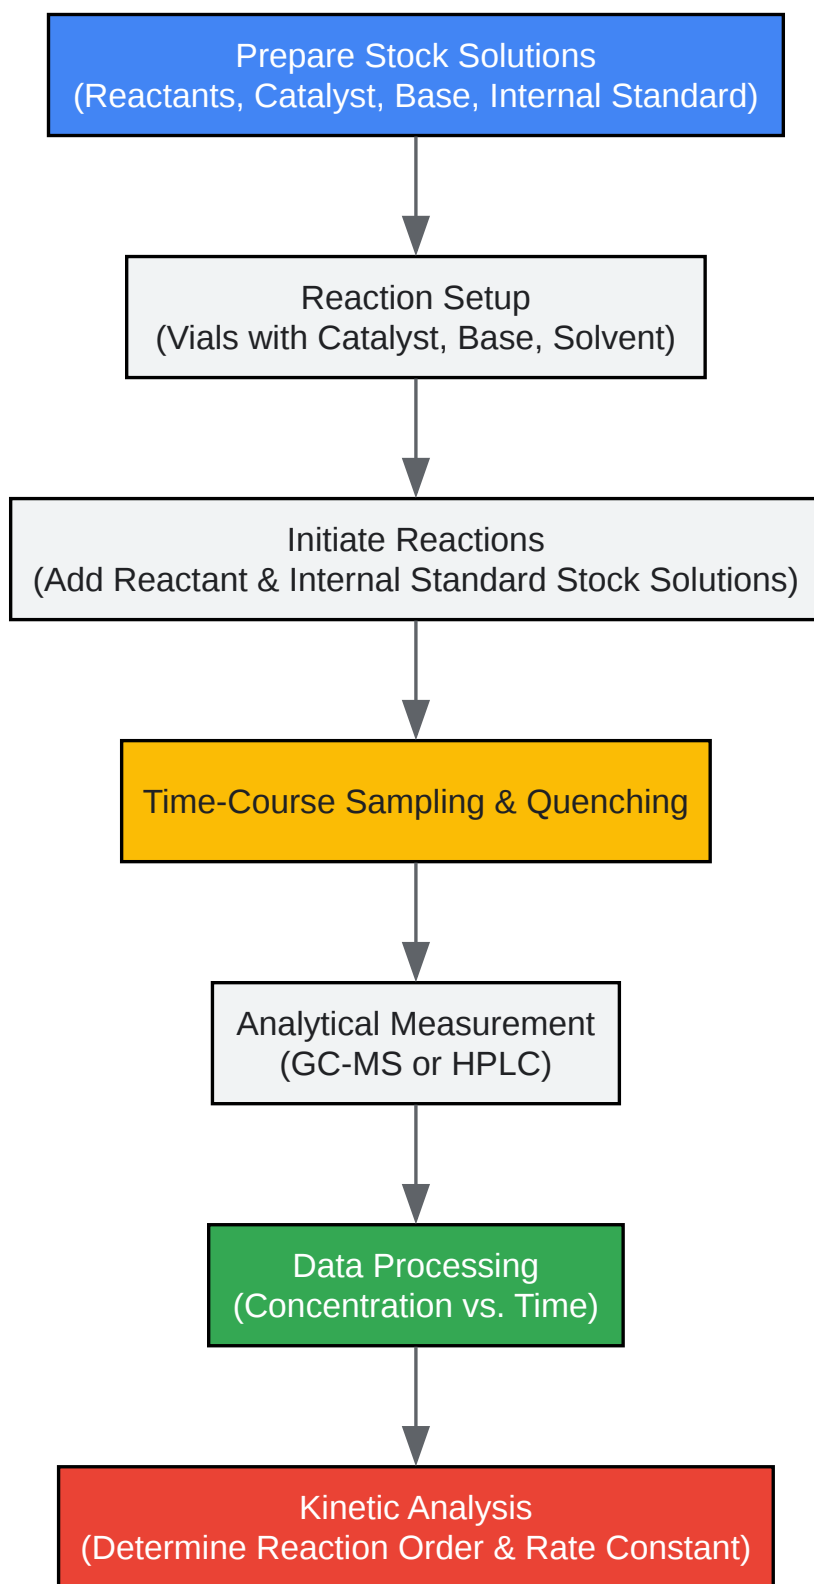 Prepare Stock Solutions
(Reactants, Catalyst, Base, Internal Standard)
Reaction Setup
(Vials with Catalyst, Base, Solvent)
Initiate Reactions
(Add Reactant & Internal Standard Stock Solutions)
Time-Course Sampling & Quenching
Analytical Measurement
(GC-MS or HPLC)
Data Processing
(Concentration vs. Time)
Kinetic Analysis
(Determine Reaction Order & Rate Constant)